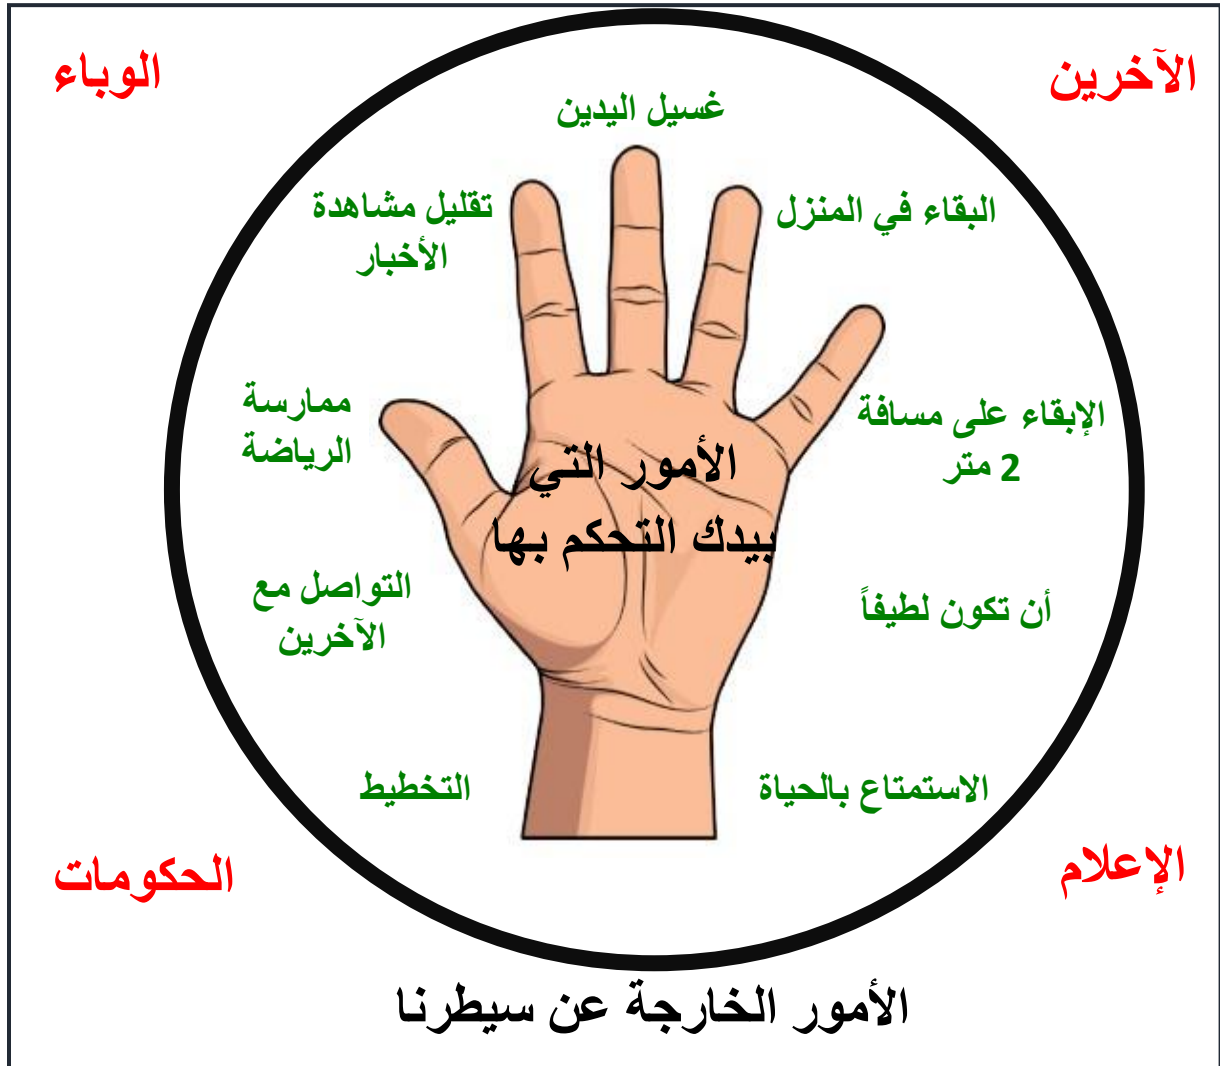 الآخرين
الوباء
غسيل اليدين
البقاء في المنزل
تقليل مشاهدة
الأخبار
الإبقاء على مسافة
2 متر
ممارسة
الرياضة
الأمور التي
بيدك التحكم بها
أن تكون لطيفاً
التواصل مع
الآخرين
الاستمتاع بالحياة
التخطيط
الإعلام
الحكومات
الأمور الخارجة عن سيطرنا